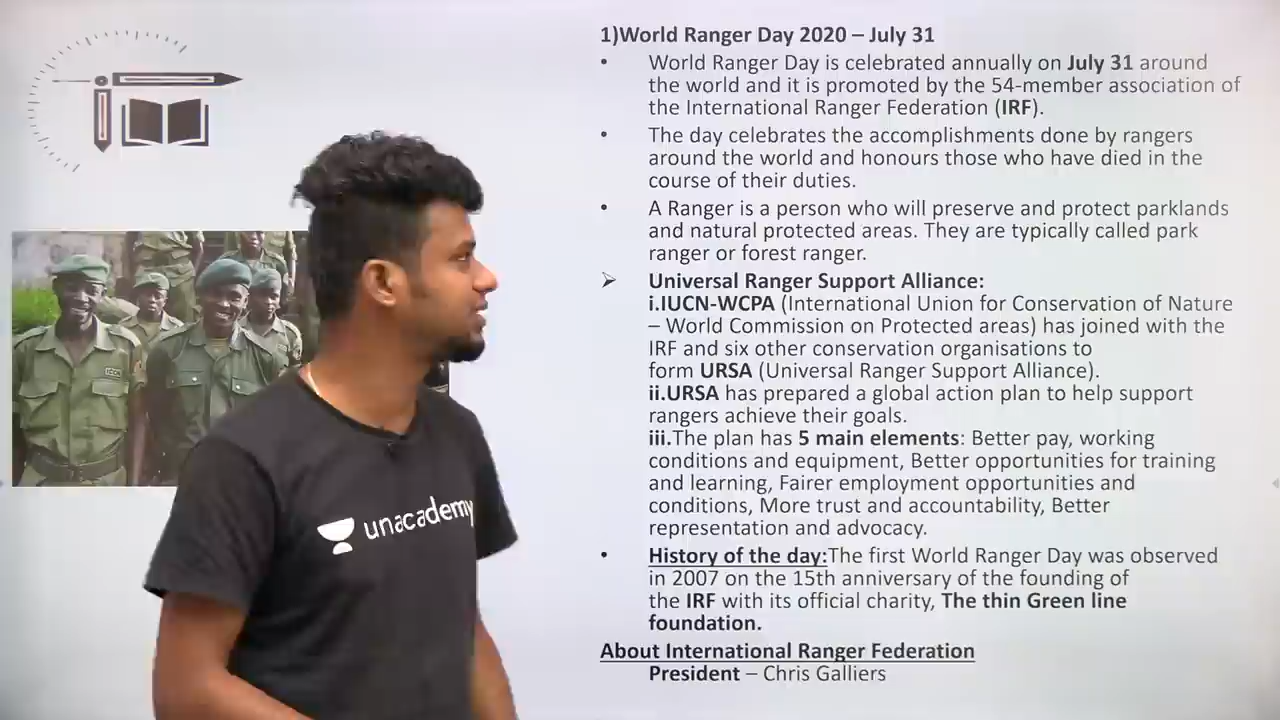 1)World Ranger Day 2020 – July 31
• World Ranger Day is celebrated annually on July 31 around
the world and it is promoted by the 54-member association of
the International Ranger Federation (IRF).
• The day celebrates the accomplishments done by rangers
around the world and honours those who have died in the
course of their duties.
• A Ranger is a person who will preserve and protect parklands
and natural protected areas. They are typically called park
ranger or forest ranger.
➢ Universal Ranger Support Alliance:
i.IUCN-WCPA (International Union for Conservation of Nature
– World Commission on Protected areas) has joined with the
IRF and six other conservation organisations to
form URSA (Universal Ranger Support Alliance).
ii.URSA has prepared a global action plan to help support
rangers achieve their goals.
iii.The plan has 5 main elements: Better pay, working
conditions and equipment, Better opportunities for training
and learning, Fairer employment opportunities and
conditions, More trust and accountability, Better
representation and advocacy.
• History of the day:The first World Ranger Day was observed
in 2007 on the 15th anniversary of the founding of
the IRF with its official charity, The thin Green line
foundation.
About International Ranger Federation
President – Chris Galliers
unacademy
ICCN